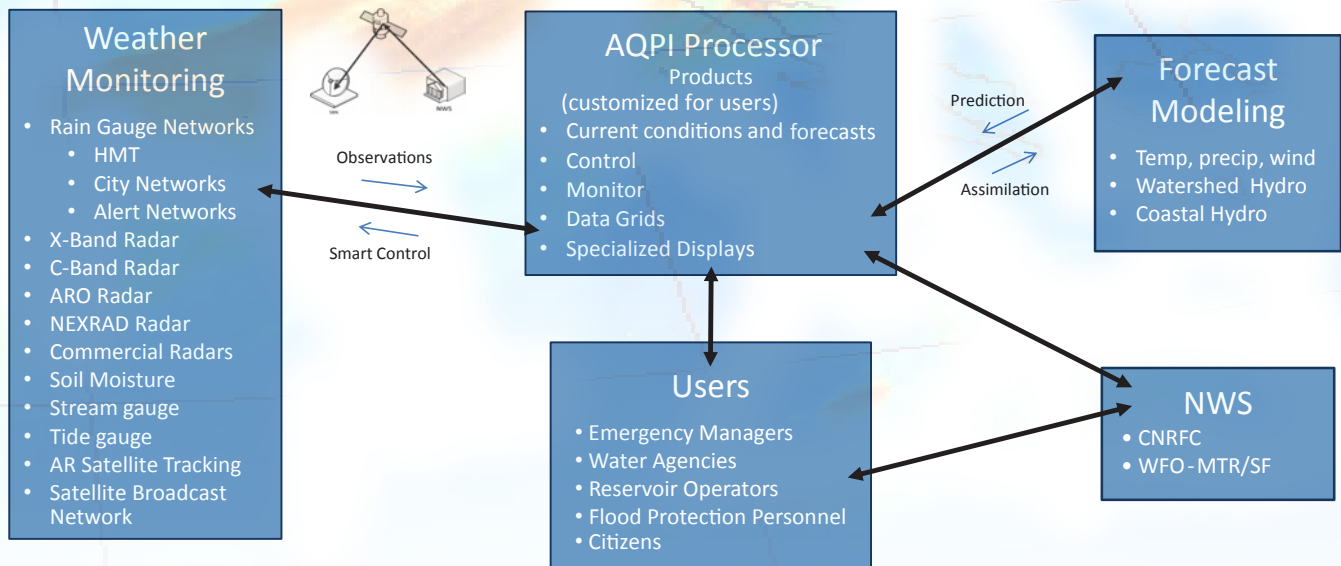 Weather
Monitoring
• Rain Gauge Networks
• HMT
• City Networks
• Alert Networks
• X-Band Radar
• C-Band Radar
• ARO Radar
• NEXRAD Radar
• Commercial Radars
• Soil Moisture
• Stream gauge
• Tide gauge
• AR Satellite Tracking
• Satellite Broadcast
Network
NWS
Observations
Smart Control
AQPI Processor
Products
(customized for users)
• Current conditions and forecasts
• Control
• Monitor
• Data Grids
• Specialized Displays
Prediction
Assimilation
Forecast
Modeling
• Temp, precip, wind
• Watershed Hydro
• Coastal Hydro
Users
• Emergency Managers
• Water Agencies
• Reservoir Operators
• Flood Protection Personnel
• Citizens
NWS
• CNRFC
• WFO-MTR/SF